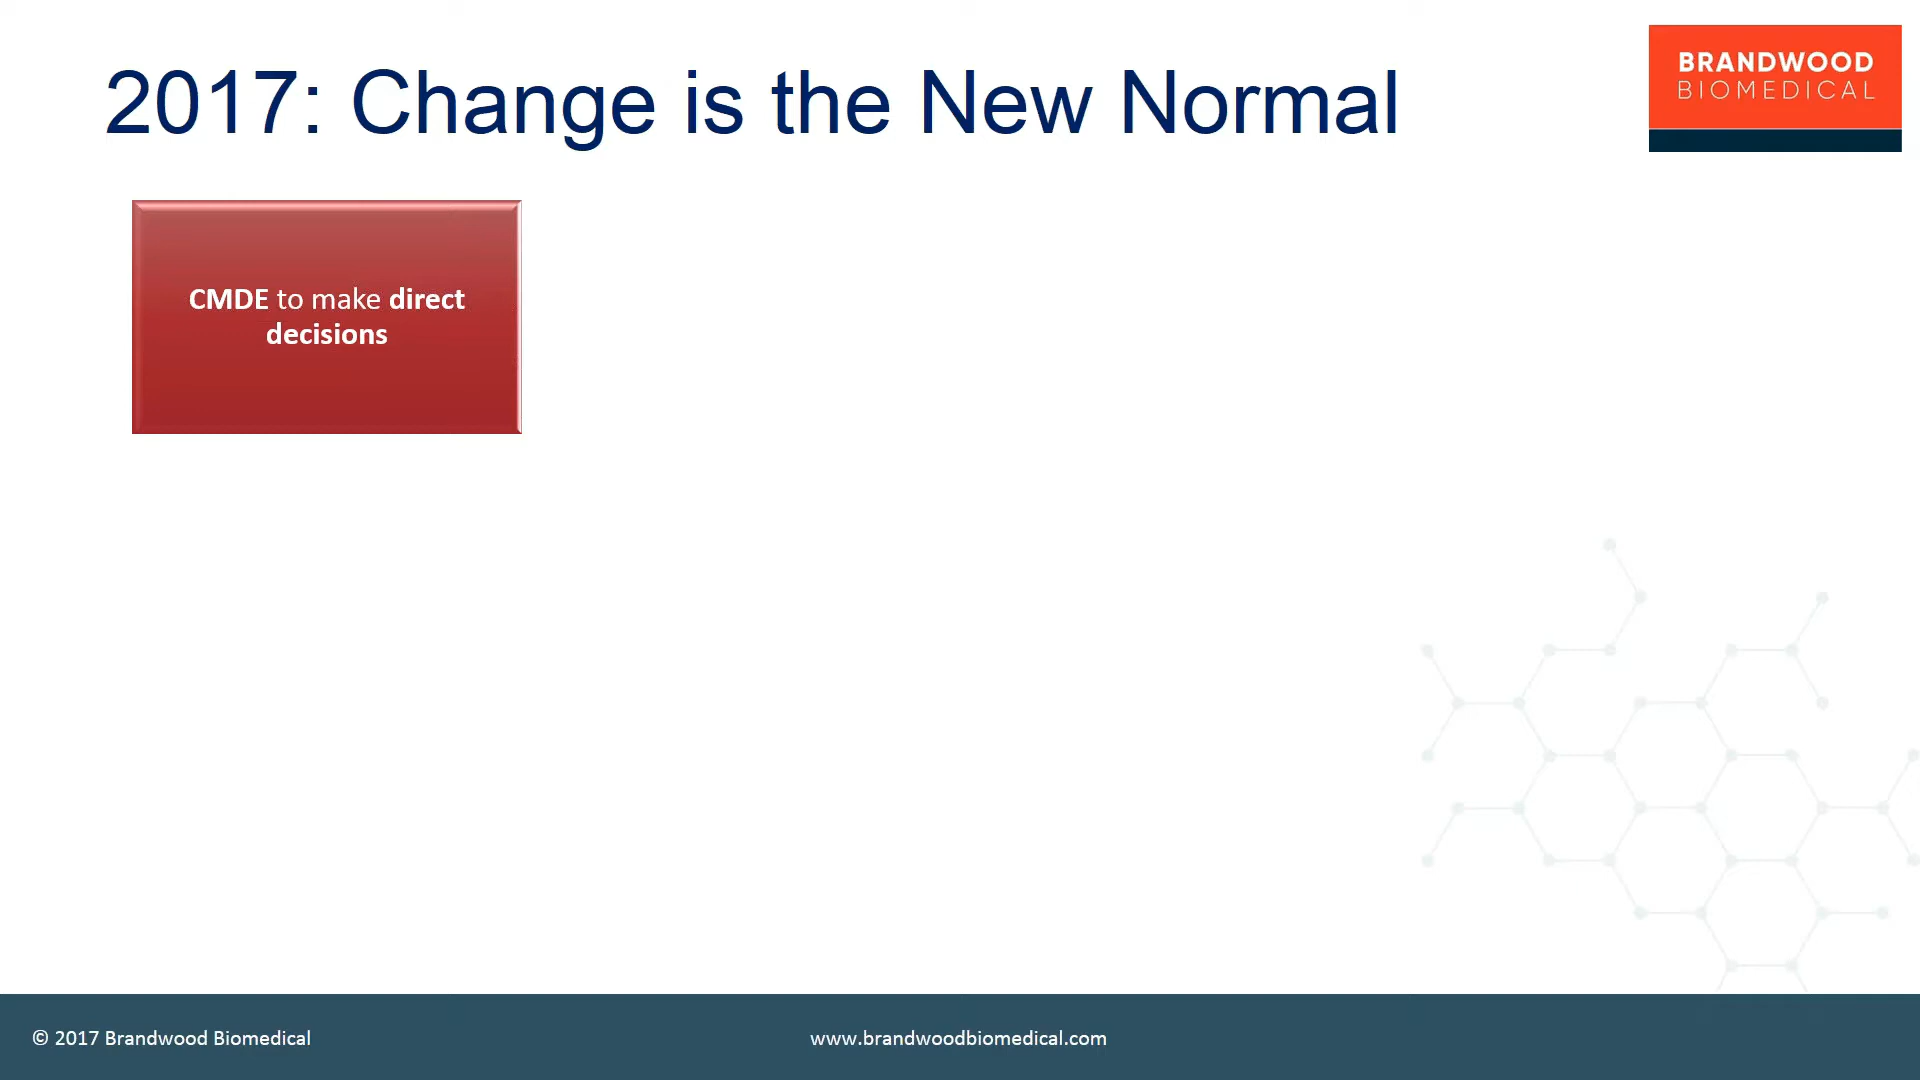 2017: Change is the New Normal
BRANDWOOD
BIOMEDICAL
CMDE to make direct
decisions
© 2017 Brandwood Biomedical
www.brandwoodbiomedical.com